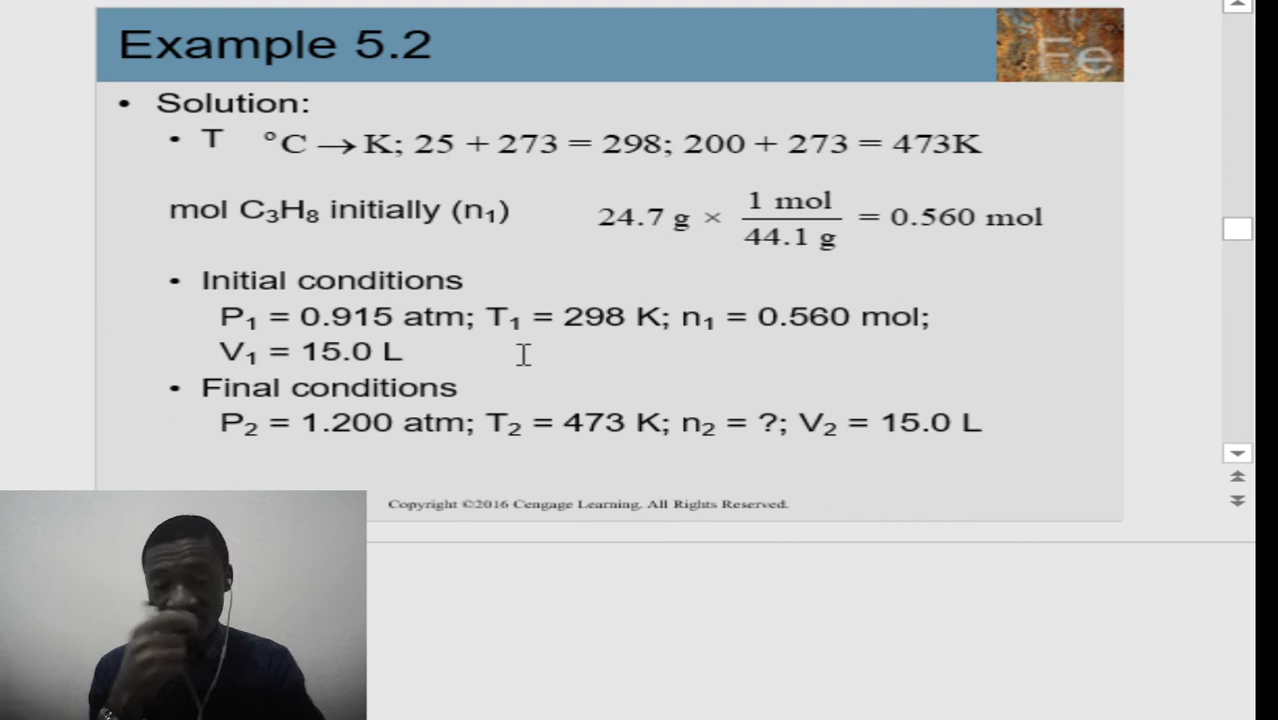 Example 5.2
Fe
• Solution:
• T °C → K; 25 + 273 = 298; 200 + 273 = 473K
mol C₃H₈ initially (n₁) 24.7 g × 1 mol / 44.1 g = 0.560 mol
• Initial conditions
P₁ = 0.915 atm; T₁ = 298 K; n₁ = 0.560 mol;
V₁ = 15.0 L
• Final conditions
P₂ = 1.200 atm; T₂ = 473 K; n₂ = ?; V₂ = 15.0 L
Copyright ©2016 Cengage Learning. All Rights Reserved.